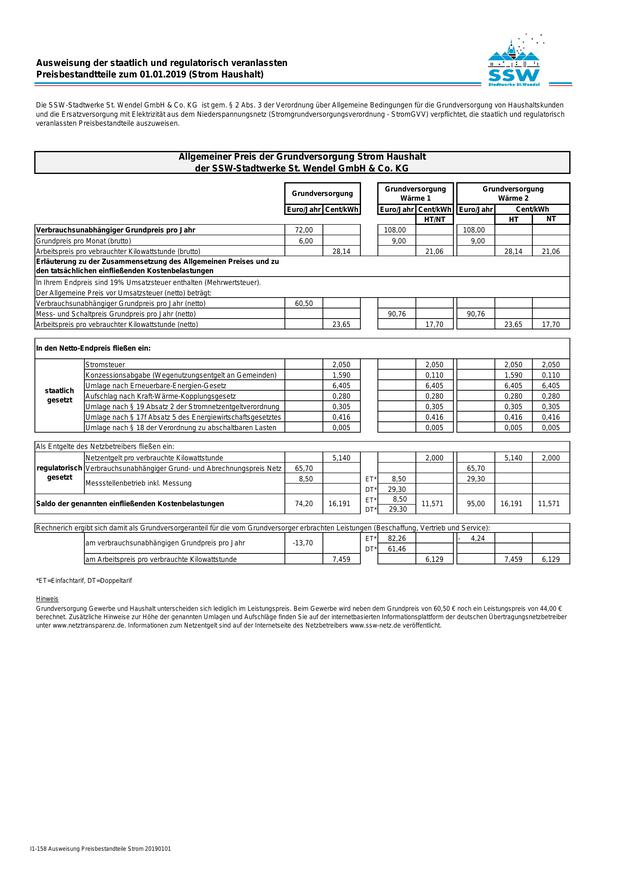 Ausweisung der staatlich und regulatorisch veranlassten
Preisbestandteile zum 01.01.2019 (Strom Haushalt)
SSW
Stadtwerke St.Wendel
Die SSW-Stadtwerke St. Wendel GmbH & Co. KG ist gem. § 2 Abs. 3 der Verordnung über Allgemeine Bedingungen für die Grundversorgung von Haushaltskunden
und die Ersatzversorgung mit Elektrizität aus dem Niederspannungsnetz (Stromgrundversorgungsverordnung - StromGVV) verpflichtet, die staatlich und regulatorisch
veranlassten Preisbestandteile auszuweisen.
Allgemeiner Preis der Grundversorgung Strom Haushalt
der SSW-Stadtwerke St. Wendel GmbH & Co. KG
Grundversorgung Grundversorgung Wärme 1 Grundversorgung Wärme 2
Euro/Jahr Cent/kWh Euro/Jahr Cent/kWh Euro/Jahr Cent/kWh
HT/NT HT NT
Verbrauchsunabhängiger Grundpreis pro Jahr 72,00 108,00 108,00
Grundpreis pro Monat (brutto) 6,00 9,00 9,00
Arbeitspreis pro vebrauchter Kilowattstunde (brutto) 28,14 21,06 28,14 21,06
Erläuterung zu der Zusammensetzung des Allgemeinen Preises und zu
den tatsächlichen einfließenden Kostenbelastungen
In Ihrem Endpreis sind 19% Umsatzsteuer enthalten (Mehrwertsteuer).
Der Allgemeine Preis vor Umsatzsteuer (netto) beträgt:
Verbrauchsunabhängiger Grundpreis pro Jahr (netto) 60,50
Mess- und Schaltpreis Grundpreis pro Jahr (netto) 90,76 90,76
Arbeitspreis pro vebrauchter Kilowattstunde (netto) 23,65 17,70 23,65 17,70
In den Netto-Endpreis fließen ein:
staatlich gesetzt
Stromsteuer 2,050 2,050 2,050 2,050
Konzessionsabgabe (Wegenutzungsentgelt an Gemeinden) 1,590 0,110 1,590 0,110
Umlage nach Erneuerbare-Energien-Gesetz 6,405 6,405 6,405 6,405
Aufschlag nach Kraft-Wärme-Kopplungsgesetz 0,280 0,280 0,280 0,280
Umlage nach § 19 Absatz 2 der Stromnetzentgeltverordnung 0,305 0,305 0,305 0,305
Umlage nach § 17f Absatz 5 des Energiewirtschaftsgesetztes 0,416 0,416 0,416 0,416
Umlage nach § 18 der Verordnung zu abschaltbaren Lasten 0,005 0,005 0,005 0,005
Als Entgelte des Netzbetreibers fließen ein:
regulatorisch gesetzt
Netzentgelt pro verbrauchte Kilowattstunde 5,140 2,000 5,140 2,000
Verbrauchsunabhängiger Grund- und Abrechnungspreis Netz 65,70 65,70
Messstellenbetrieb inkl. Messung 8,50 ET* 8,50 29,30
DT* 29,30
Saldo der genannten einfließenden Kostenbelastungen 74,20 16,191 ET* 8,50 11,571 95,00 16,191 11,571
DT* 29,30
Rechnerich ergibt sich damit als Grundversorgeranteil für die vom Grundversorger erbrachten Leistungen (Beschaffung, Vertrieb und Service):
am verbrauchsunabhängigen Grundpreis pro Jahr -13,70 ET* 82,26 - 4,24
DT* 61,46
am Arbeitspreis pro verbrauchte Kilowattstunde 7,459 6,129 7,459 6,129
*ET=Einfachtarif, DT=Doppeltarif
Hinweis
Grundversorgung Gewerbe und Haushalt unterscheiden sich lediglich im Leistungspreis. Beim Gewerbe wird neben dem Grundpreis von 60,50 € noch ein Leistungspreis von 44,00 €
berechnet. Zusätzliche Hinweise zur Höhe der genannten Umlagen und Aufschläge finden Sie auf der internetbasierten Informationsplattform der deutschen Übertragungsnetzbetreiber
unter www.netztransparenz.de. Informationen zum Netzentgelt sind auf der Internetseite des Netzbetreibers www.ssw-netz.de veröffentlicht.
I1-158 Ausweisung Preisbestandteile Strom 20190101